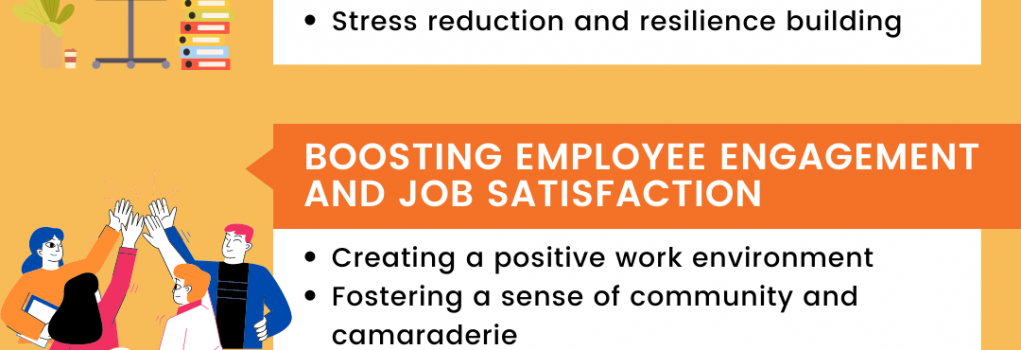 • Stress reduction and resilience building
BOOSTING EMPLOYEE ENGAGEMENT
AND JOB SATISFACTION
• Creating a positive work environment
• Fostering a sense of community and
camaraderie